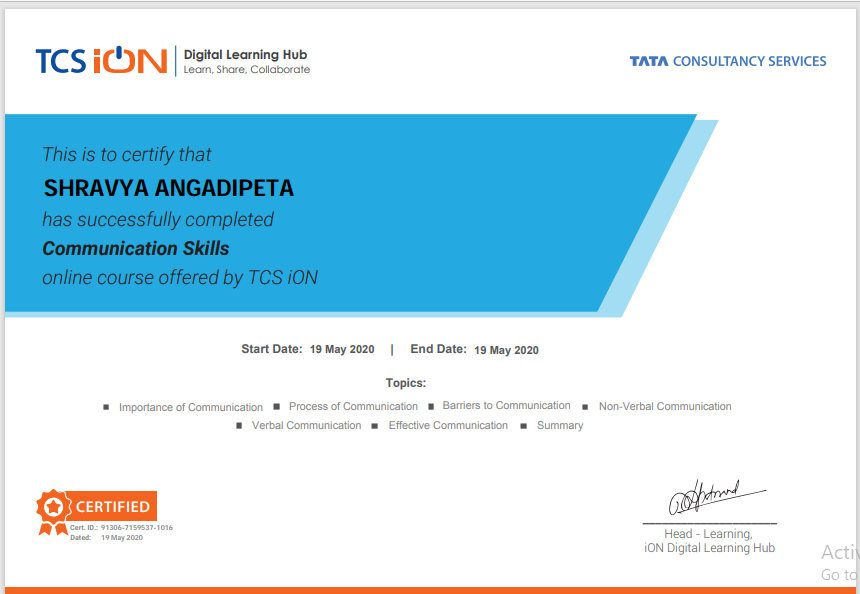 TCS iON
Digital Learning Hub
Learn, Share, Collaborate
TATA CONSULTANCY SERVICES
This is to certify that
SHRAVYA ANGADIPETA
has successfully completed
Communication Skills
online course offered by TCS iON
Start Date: 19 May 2020 | End Date: 19 May 2020
Topics:
■ Importance of Communication ■ Process of Communication ■ Barriers to Communication ■ Non-Verbal Communication
■ Verbal Communication ■ Effective Communication ■ Summary
CERTIFIED
Cert. ID.: 91306-7159537-1016
Dated: 19 May 2020
Head - Learning,
iON Digital Learning Hub
Go to